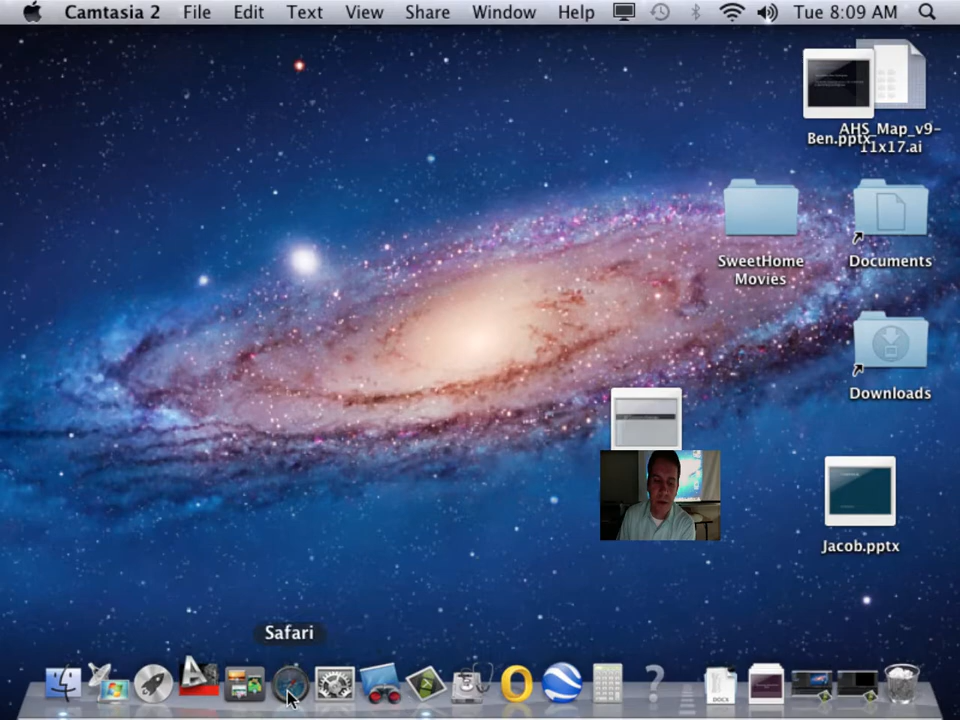 Camtasia 2 File Edit Text View Share Window Help Tue 8:09 AM
Ben.pptx
AHS_Map_v9-
11x17.ai
SweetHome
Movies
Documents
Downloads
Jacob.pptx
Safari
DOCX